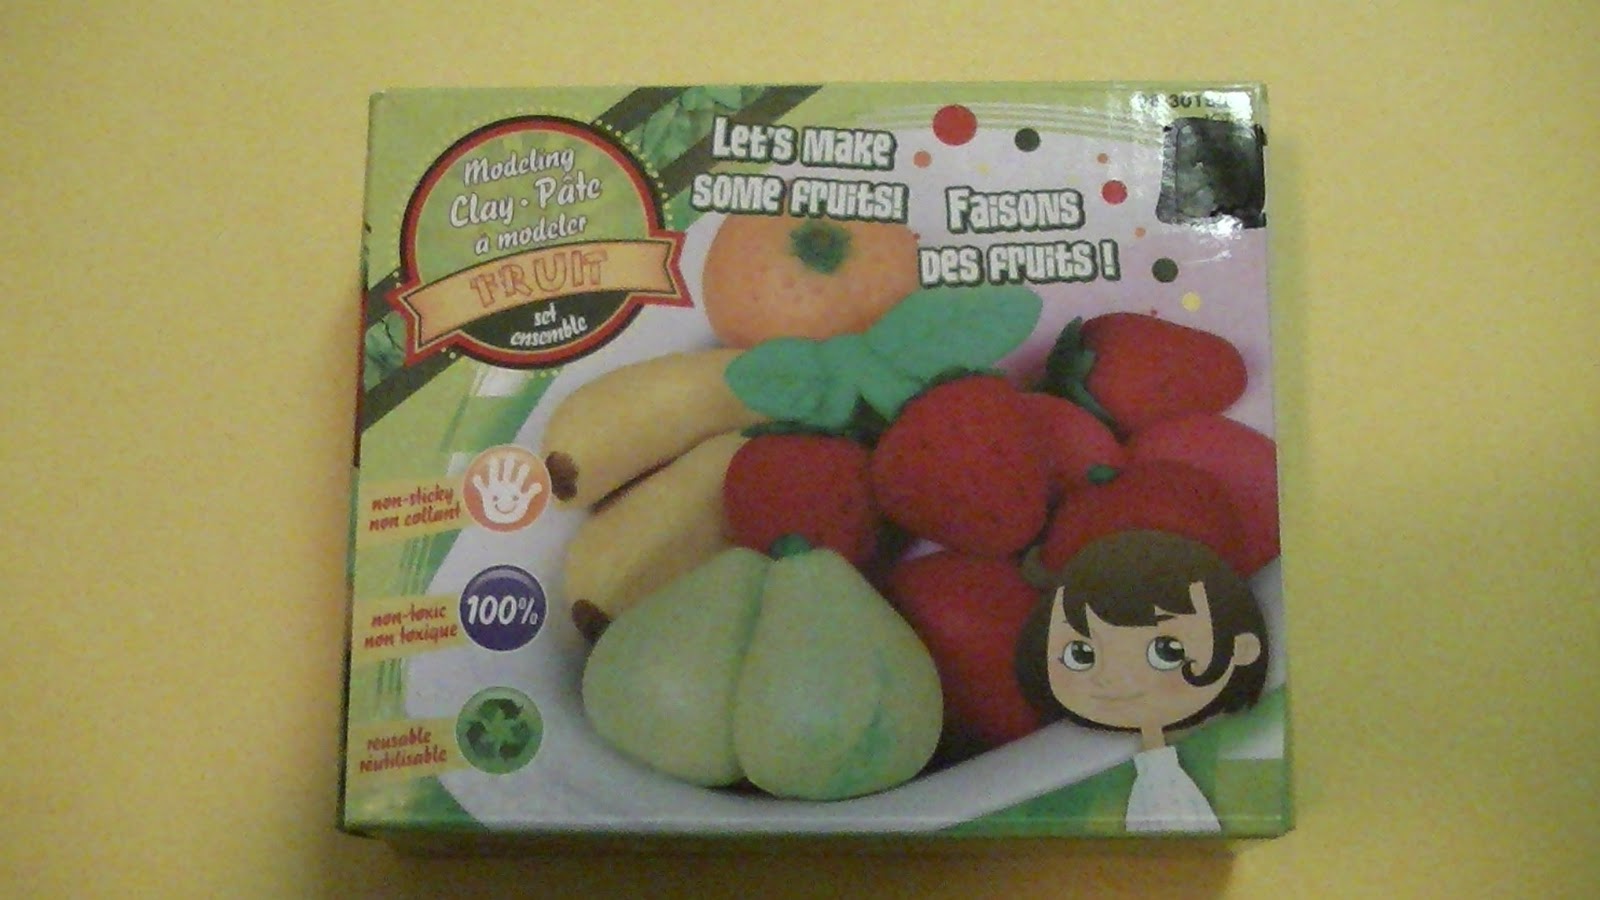 Modeling
Clay • Pâte
à modeler
FRUIT
set
ensemble
Let's Make
some fruits!
Faisons
des fruits !
non-sticky
non collant
100%
non-toxic
non toxique
reusable
réutilisable